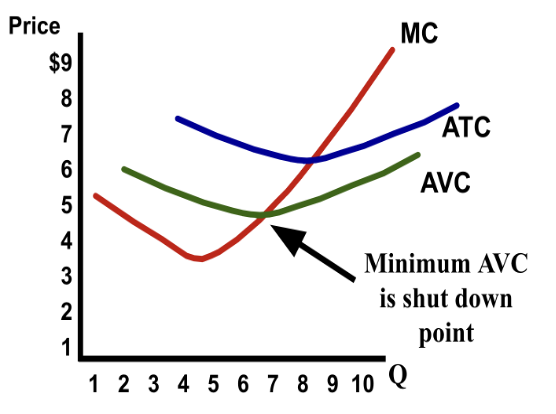 Price
MC
$9
8
7
ATC
6
AVC
5
4
Minimum AVC
is shut down
point
3
2
1
Q
1 2 3 4 5 6 7 8 9 10